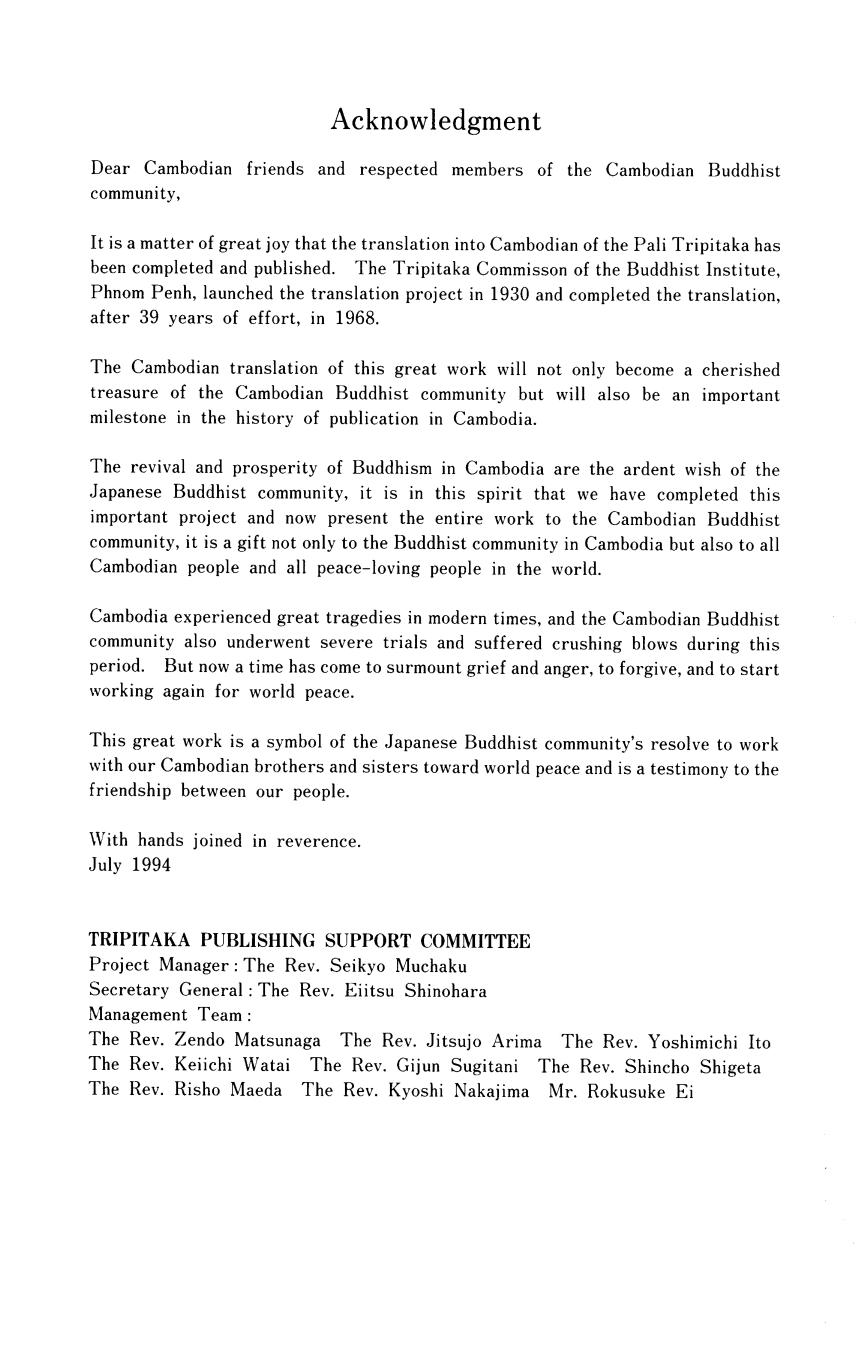 Acknowledgment
Dear Cambodian friends and respected members of the Cambodian Buddhist
community,
It is a matter of great joy that the translation into Cambodian of the Pali Tripitaka has
been completed and published. The Tripitaka Commisson of the Buddhist Institute,
Phnom Penh, launched the translation project in 1930 and completed the translation,
after 39 years of effort, in 1968.
The Cambodian translation of this great work will not only become a cherished
treasure of the Cambodian Buddhist community but will also be an important
milestone in the history of publication in Cambodia.
The revival and prosperity of Buddhism in Cambodia are the ardent wish of the
Japanese Buddhist community, it is in this spirit that we have completed this
important project and now present the entire work to the Cambodian Buddhist
community, it is a gift not only to the Buddhist community in Cambodia but also to all
Cambodian people and all peace-loving people in the world.
Cambodia experienced great tragedies in modern times, and the Cambodian Buddhist
community also underwent severe trials and suffered crushing blows during this
period. But now a time has come to surmount grief and anger, to forgive, and to start
working again for world peace.
This great work is a symbol of the Japanese Buddhist community's resolve to work
with our Cambodian brothers and sisters toward world peace and is a testimony to the
friendship between our people.
With hands joined in reverence.
July 1994
TRIPITAKA PUBLISHING SUPPORT COMMITTEE
Project Manager : The Rev. Seikyo Muchaku
Secretary General : The Rev. Eiitsu Shinohara
Management Team :
The Rev. Zendo Matsunaga The Rev. Jitsujo Arima The Rev. Yoshimichi Ito
The Rev. Keiichi Watai The Rev. Gijun Sugitani The Rev. Shincho Shigeta
The Rev. Risho Maeda The Rev. Kyoshi Nakajima Mr. Rokusuke Ei